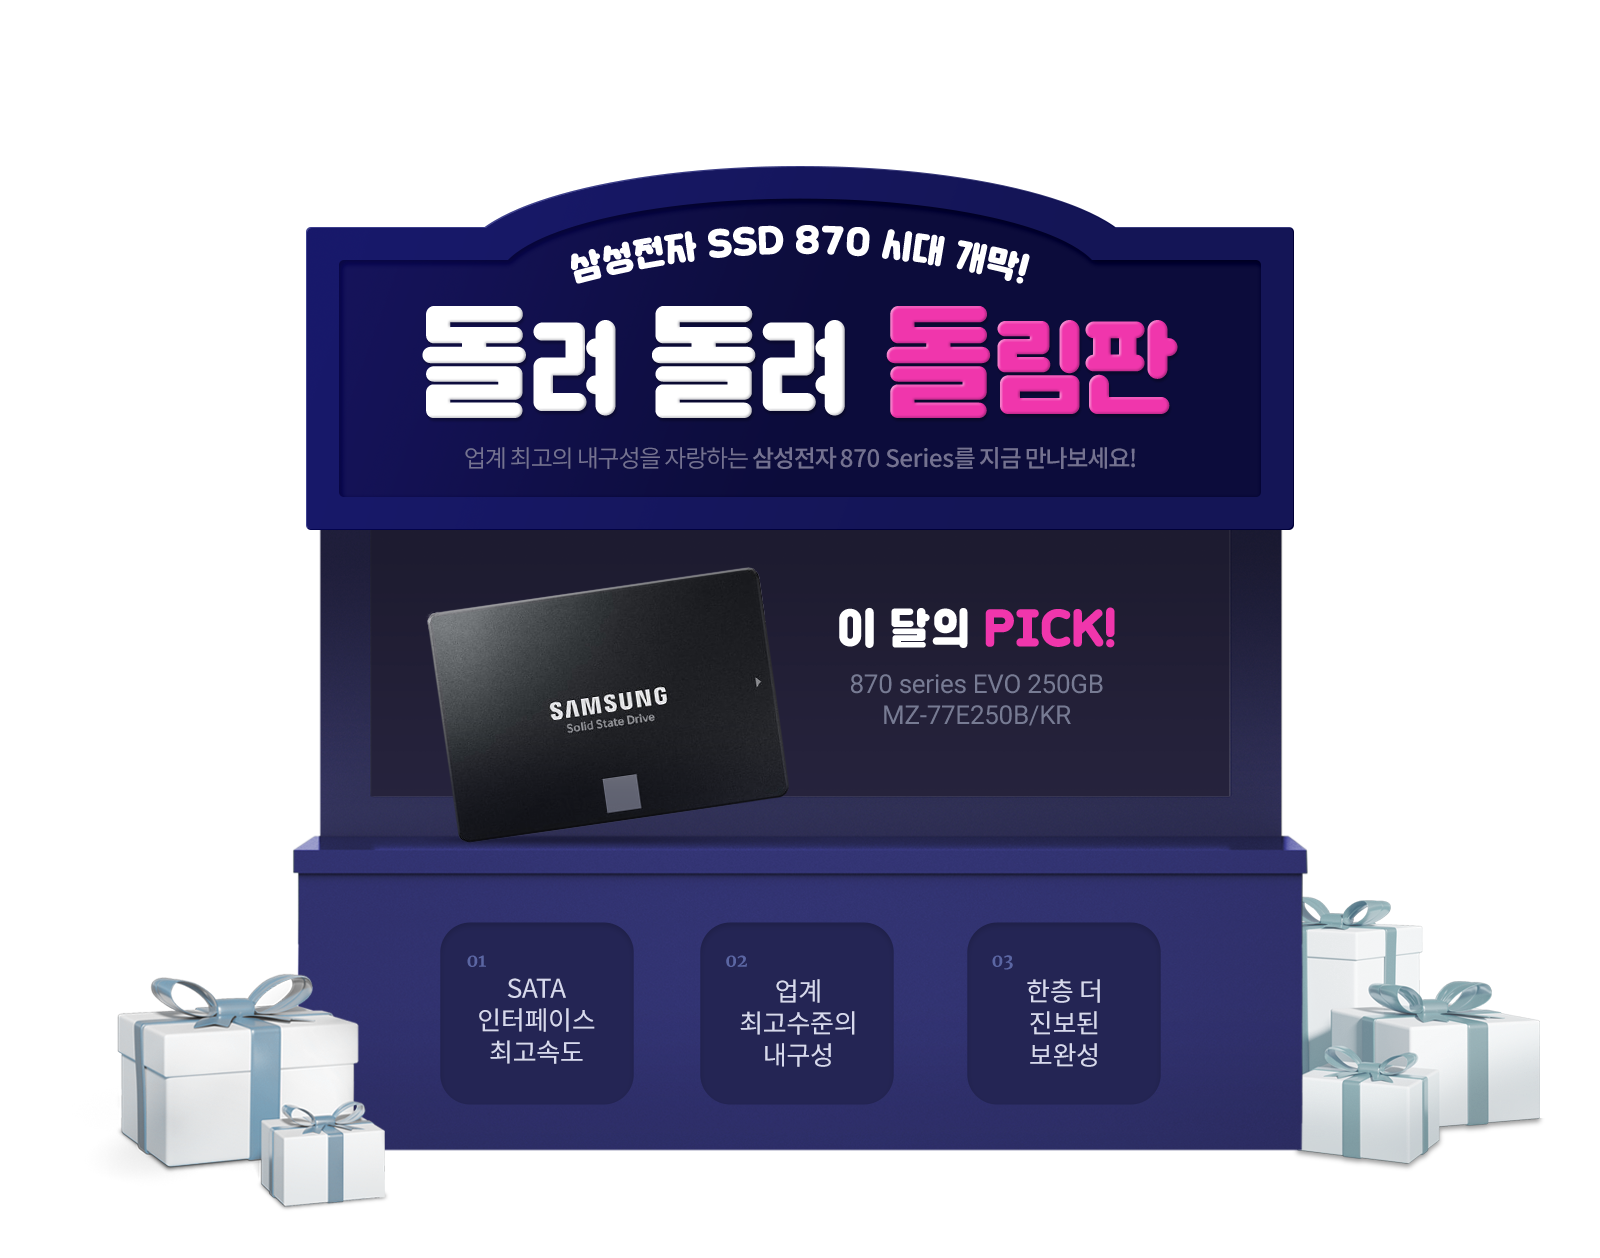 삼성전자 SSD 870 시대 개막!
돌려 돌려 돌림판
업계 최고의 내구성을 자랑하는 삼성전자 870 Series를 지금 만나보세요!
SAMSUNG
Solid State Drive
이 달의 PICK!
870 series EVO 250GB
MZ-77E250B/KR
01
SATA
인터페이스
최고속도
02
업계
최고수준의
내구성
03
한층 더
진보된
보완성